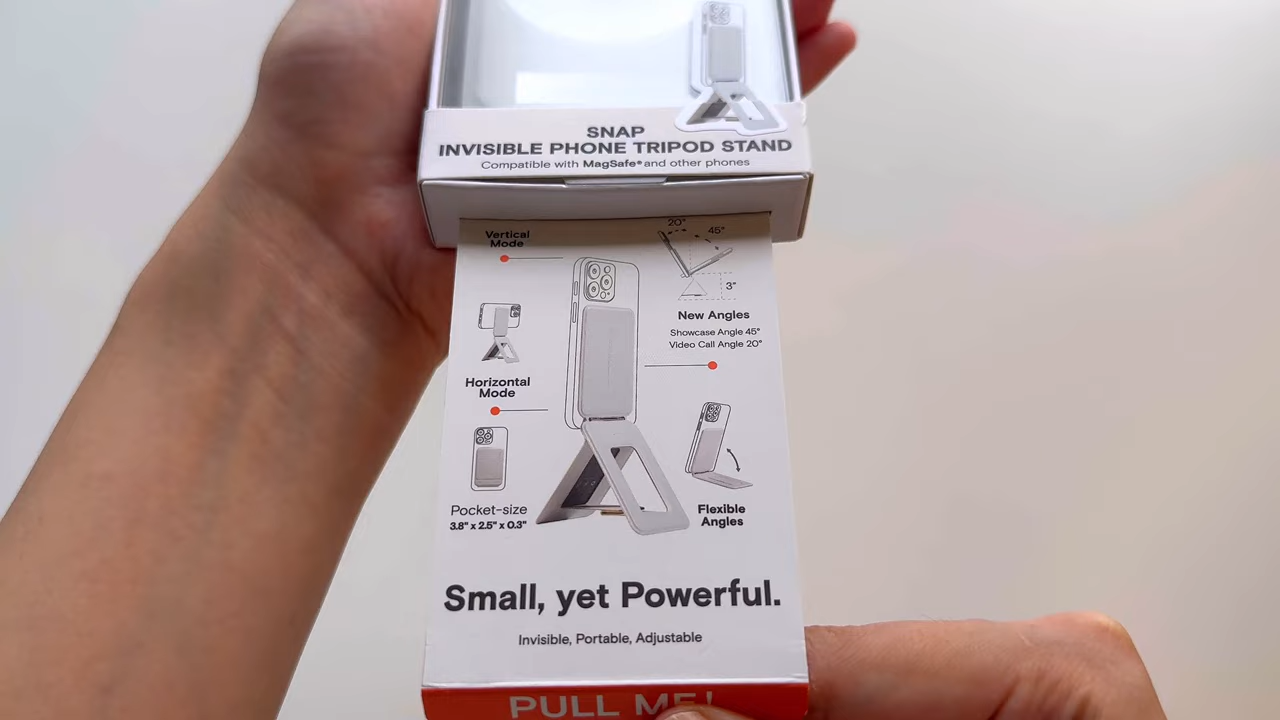 SNAP
INVISIBLE PHONE TRIPOD STAND
Compatible with MagSafe® and other phones
Vertical
Mode
20°
45°
3"
New Angles
Showcase Angle 45°
Video Call Angle 20°
Horizontal
Mode
Pocket-size
3.8" x 2.5" x 0.3"
Flexible
Angles
Small, yet Powerful.
Invisible, Portable, Adjustable
PULL ME!